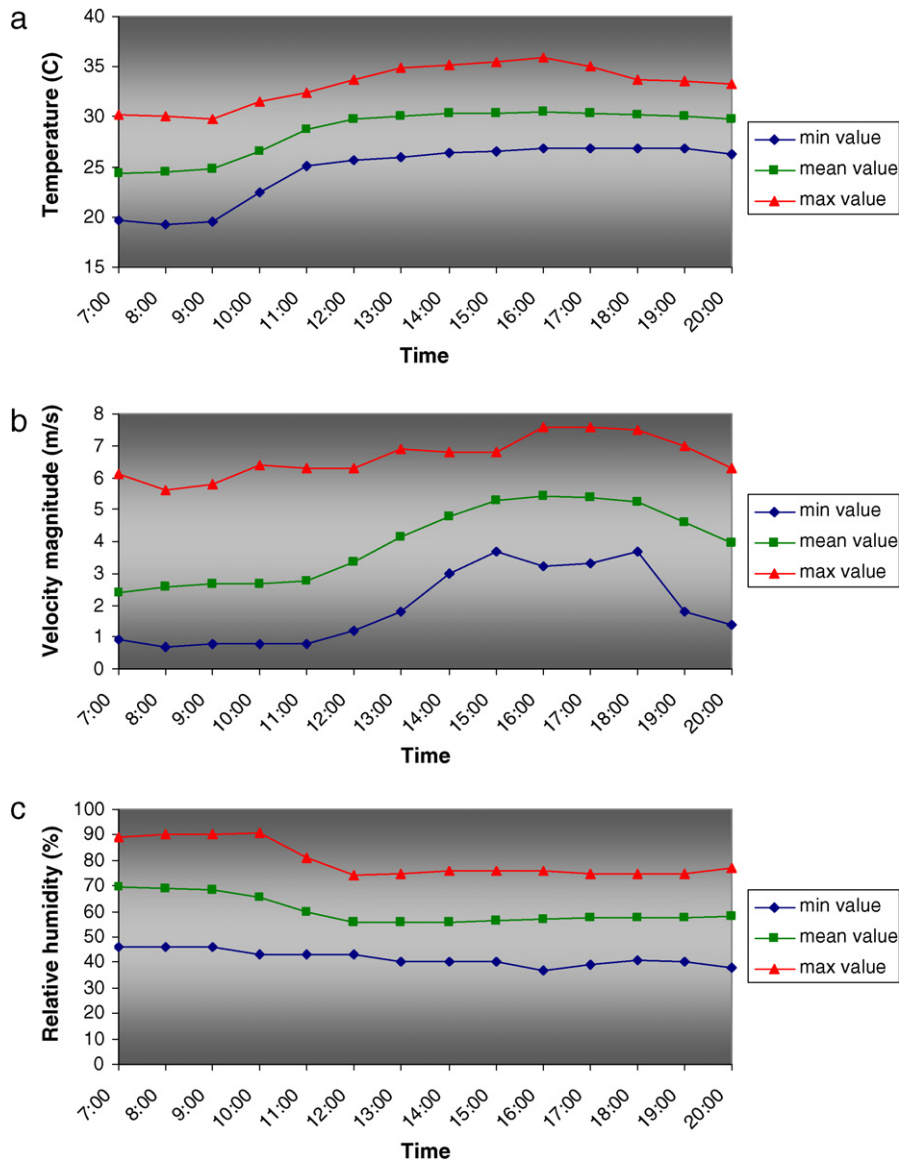 a
Temperature (C)
40
35
30
25
20
15
7:00 8:00 9:00 10:00 11:00 12:00 13:00 14:00 15:00 16:00 17:00 18:00 19:00 20:00
Time
min value
mean value
max value
b
Velocity magnitude (m/s)
8
7
6
5
4
3
2
1
0
7:00 8:00 9:00 10:00 11:00 12:00 13:00 14:00 15:00 16:00 17:00 18:00 19:00 20:00
Time
min value
mean value
max value
c
Relative humidity (%)
100
90
80
70
60
50
40
30
20
10
0
7:00 8:00 9:00 10:00 11:00 12:00 13:00 14:00 15:00 16:00 17:00 18:00 19:00 20:00
Time
min value
mean value
max value